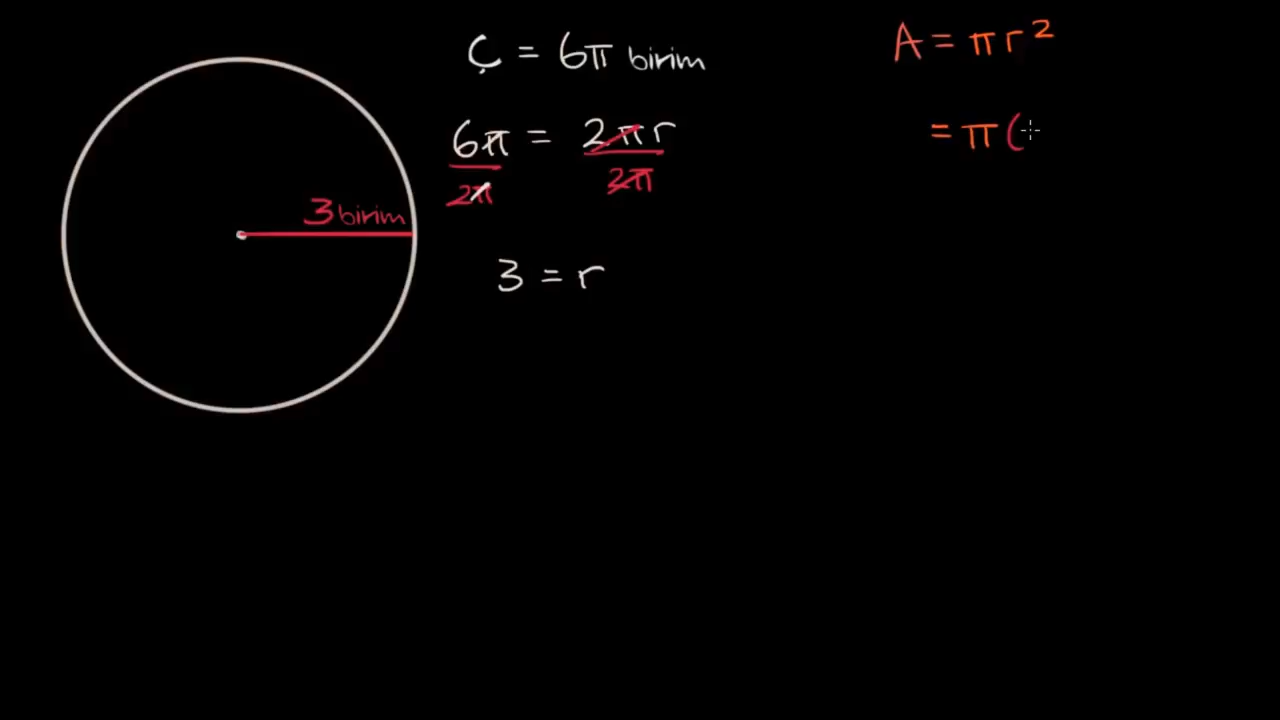 Ç = 6π birim
6π = 2πr
2π 2π
3 birim
3 = r
A = πr²
= π(